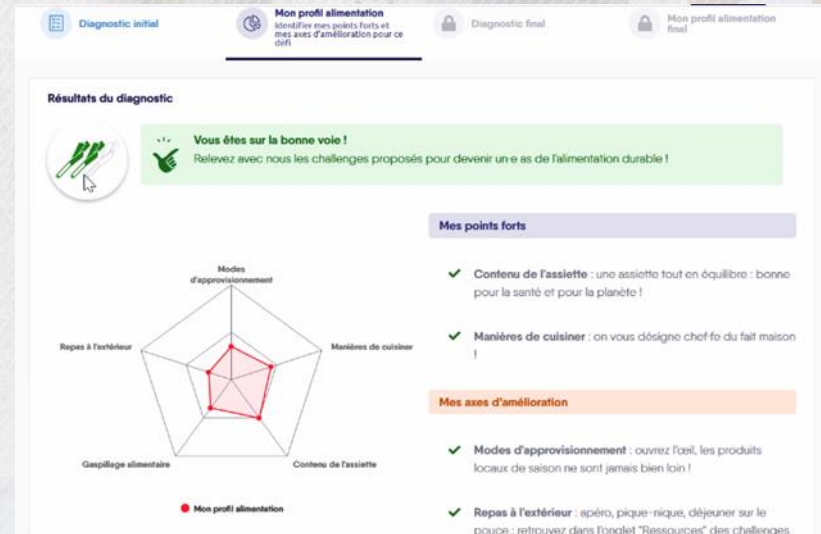 Diagnostic initial
Mon profil alimentation
Identifier mes points forts et
mes axes d'amélioration pour ce
défi
Diagnostic final
Mon profil alimentation
final
Résultats du diagnostic
Vous êtes sur la bonne voie !
Relevez avec nous les challenges proposés pour devenir un·e as de l'alimentation durable !
Modes
d'approvisionnement
Repas à l'extérieur
Manières de cuisiner
Gaspillage alimentaire
Contenu de l'assiette
Mon profil alimentation
Mes points forts
Contenu de l'assiette : une assiette tout en équilibre : bonne
pour la santé et pour la planète !
Manières de cuisiner : on vous désigne chef·fe du fait maison
!
Mes axes d'amélioration
Modes d'approvisionnement : ouvrez l'œil, les produits
locaux de saison ne sont jamais bien loin !
Repas à l'extérieur : apéro, pique-nique, déjeuner sur le
pouce : retrouvez dans l'onglet "Ressources" des challenges